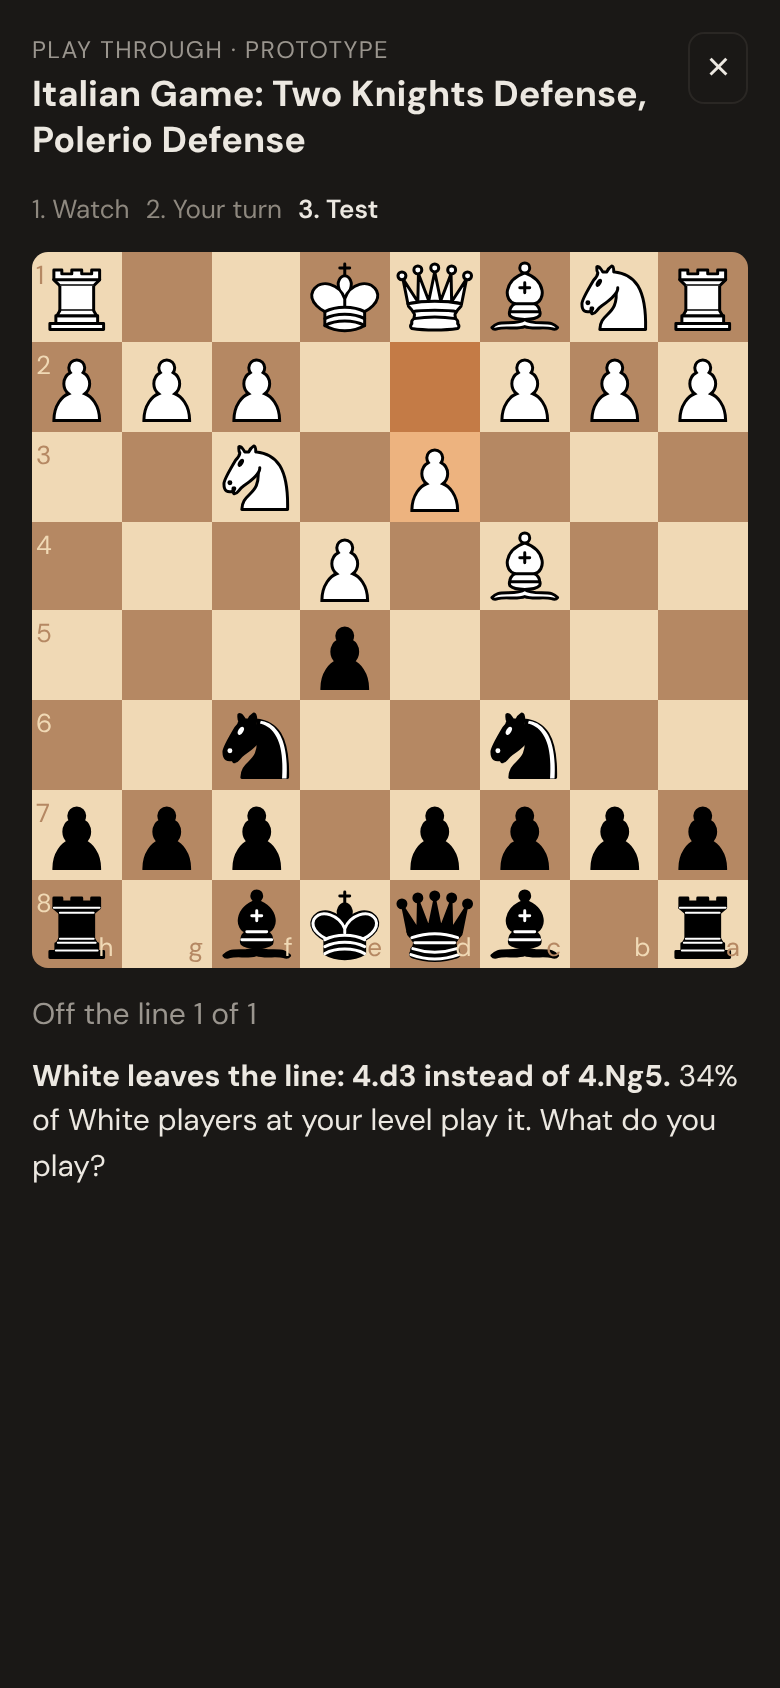 PLAY THROUGH · PROTOTYPE
Italian Game: Two Knights Defense,
Polerio Defense
1. Watch 2. Your turn 3. Test
1
2
3
4
5
6
7
8
h g f e d c b a
Off the line 1 of 1
White leaves the line: 4.d3 instead of 4.Ng5. 34%
of White players at your level play it. What do you
play?